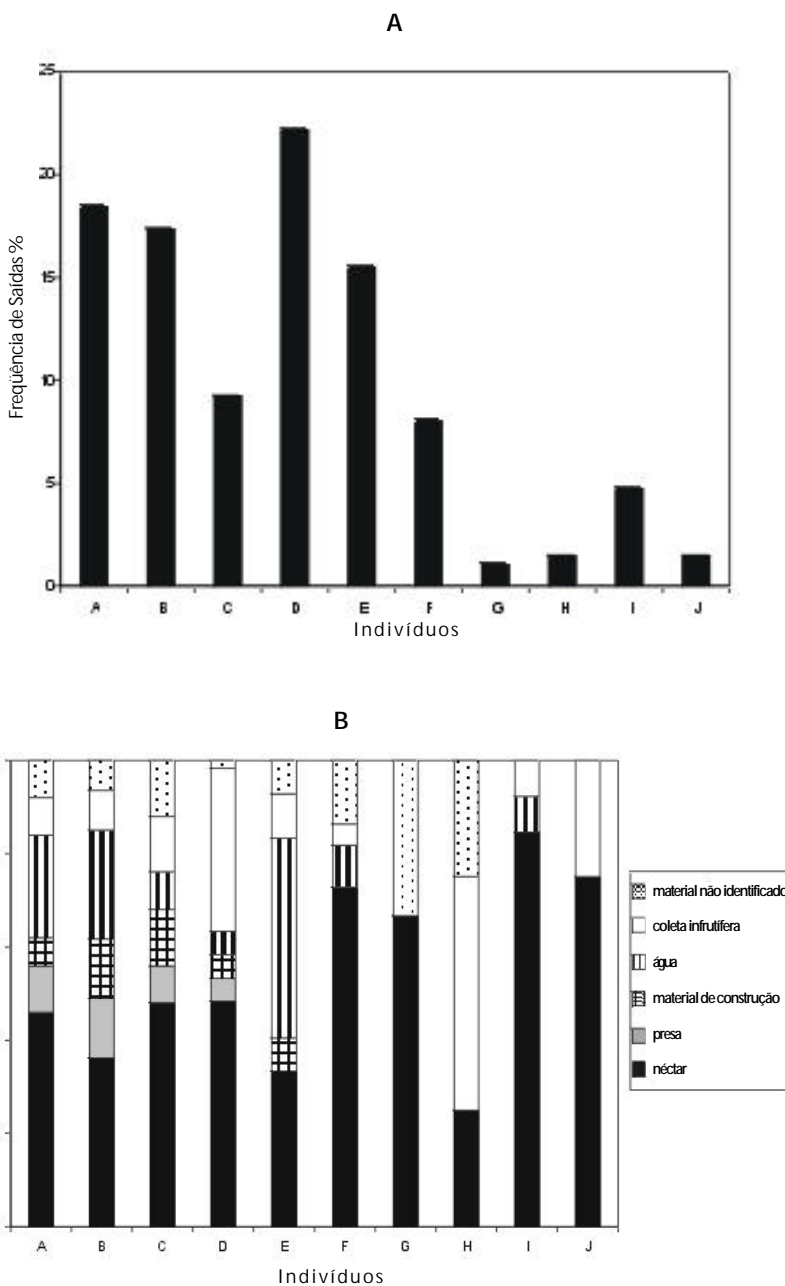 A
25
20
15
10
5
0
Freqüência de Saídas %
A B C D E F G H I J
Indivíduos
B
material não identificado
coleta infrutífera
água
material de construção
presa
néctar
A B C D E F G H I J
Indivíduos